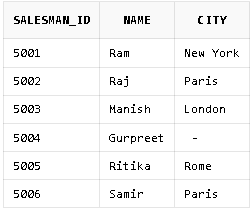 SALESMAN_ID NAME CITY
5001 Ram New York
5002 Raj Paris
5003 Manish London
5004 Gurpreet -
5005 Ritika Rome
5006 Samir Paris